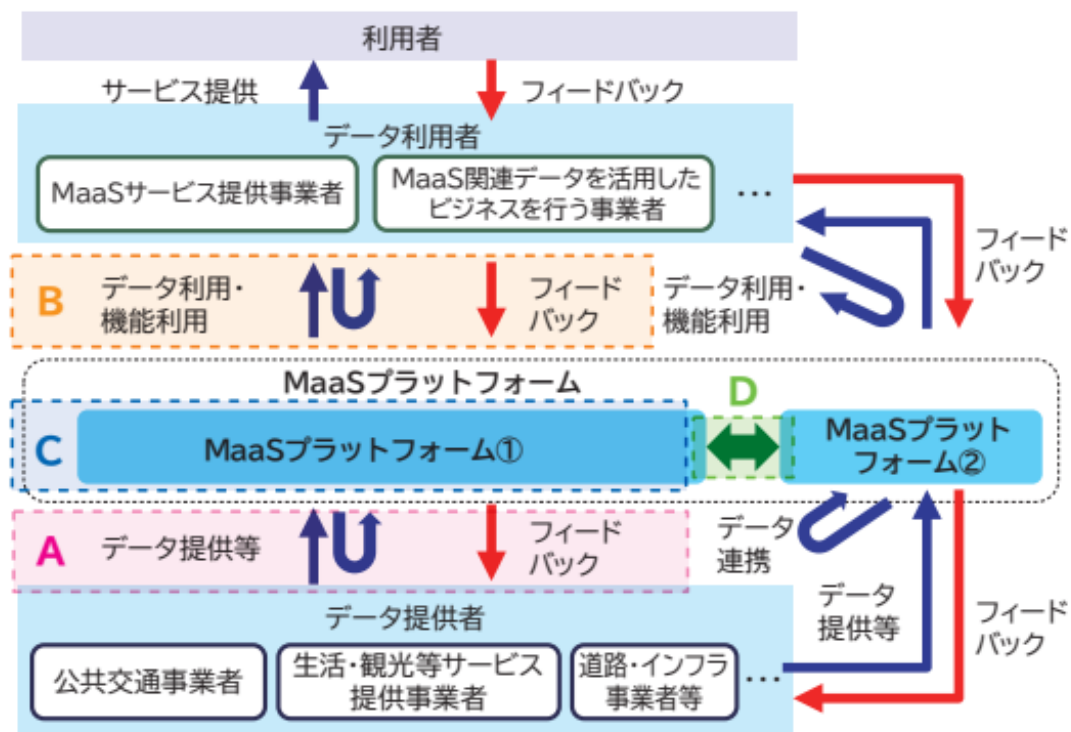 利用者
サービス提供
フィードバック
データ利用者
MaaSサービス提供事業者
MaaS関連データを活用した
ビジネスを行う事業者
…
フィード
バック
B
データ利用・
機能利用
フィード
バック
データ利用・
機能利用
MaaSプラットフォーム
D
C
MaaSプラットフォーム①
MaaSプラット
フォーム②
A
データ提供等
フィード
バック
データ
連携
データ
提供等
フィード
バック
データ提供者
公共交通事業者
生活・観光等サービス
提供事業者
道路・インフラ
事業者等
…